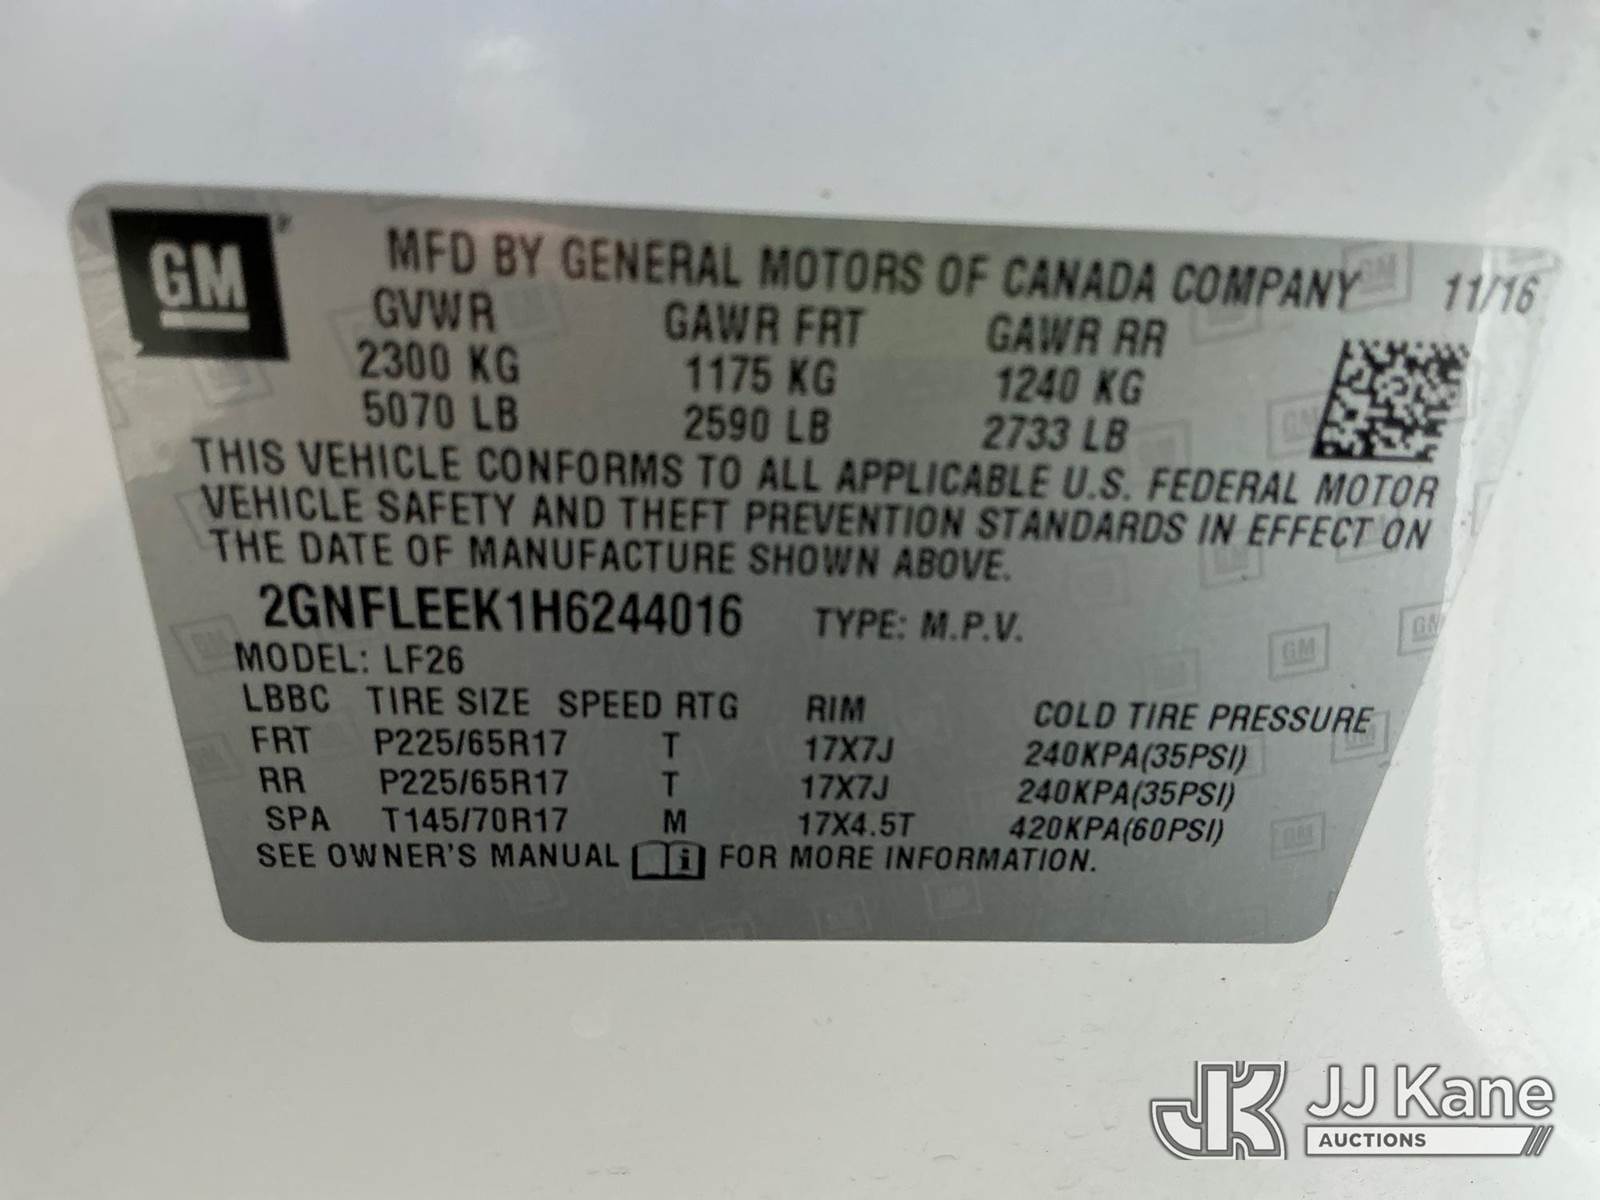 GM
MFD BY GENERAL MOTORS OF CANADA COMPANY 11/16
GVWR GAWR FRT GAWR RR
2300 KG 1175 KG 1240 KG
5070 LB 2590 LB 2733 LB
THIS VEHICLE CONFORMS TO ALL APPLICABLE U.S. FEDERAL MOTOR
VEHICLE SAFETY AND THEFT PREVENTION STANDARDS IN EFFECT ON
THE DATE OF MANUFACTURE SHOWN ABOVE.
2GNFLEEK1H6244016 TYPE: M.P.V.
MODEL: LF26
LBBC TIRE SIZE SPEED RTG RIM COLD TIRE PRESSURE
FRT P225/65R17 T 17X7J 240KPA(35PSI)
RR P225/65R17 T 17X7J 240KPA(35PSI)
SPA T145/70R17 M 17X4.5T 420KPA(60PSI)
SEE OWNER'S MANUAL i FOR MORE INFORMATION.
JK JJ Kane
AUCTIONS